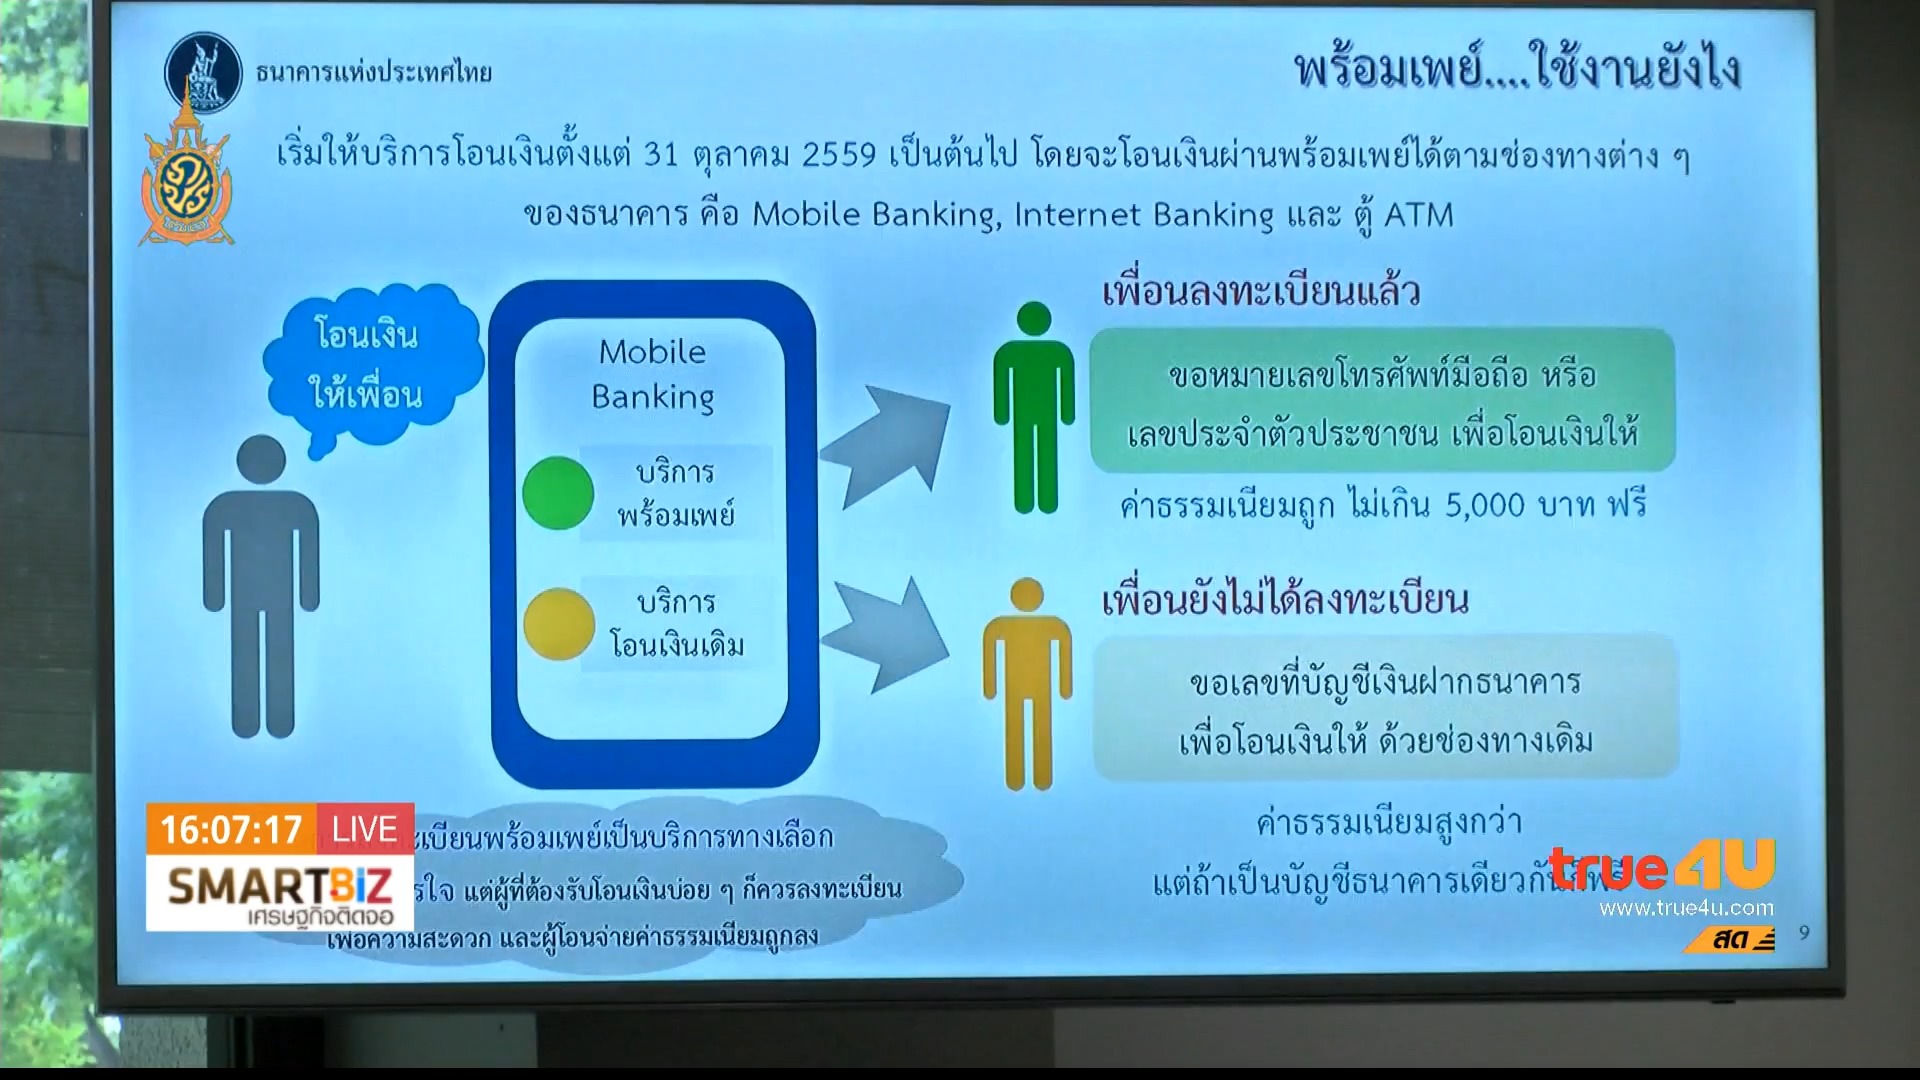 ธนาคารแห่งประเทศไทย
พร้อมเพย์....ใช้งานยังไง
เริ่มให้บริการโอนเงินตั้งแต่ 31 ตุลาคม 2559 เป็นต้นไป โดยจะโอนเงินผ่านพร้อมเพย์ได้ตามช่องทางต่าง ๆ
ของธนาคาร คือ Mobile Banking, Internet Banking และ ตู้ ATM
โอนเงิน
ให้เพื่อน
Mobile
Banking
บริการ
พร้อมเพย์
บริการ
โอนเงินเดิม
เพื่อนลงทะเบียนแล้ว
ขอหมายเลขโทรศัพท์มือถือ หรือ
เลขประจำตัวประชาชน เพื่อโอนเงินให้
ค่าธรรมเนียมถูก ไม่เกิน 5,000 บาท ฟรี
เพื่อนยังไม่ได้ลงทะเบียน
ขอเลขที่บัญชีเงินฝากธนาคาร
เพื่อโอนเงินให้ ด้วยช่องทางเดิม
ค่าธรรมเนียมสูงกว่า
แต่ถ้าเป็นบัญชีธนาคารเดียวกัน
ะเบียนพร้อมเพย์เป็นบริการทางเลือก
แต่ผู้ที่ต้องรับโอนเงินบ่อย ๆ ก็ควรลงทะเบียน
เพื่อความสะดวก และผู้โอนจ่ายค่าธรรมเนียมถูกลง
16:07:17 LIVE
SMARTBIZ
เศรษฐกิจติดจอ
true4U
www.true4u.com
สด
9